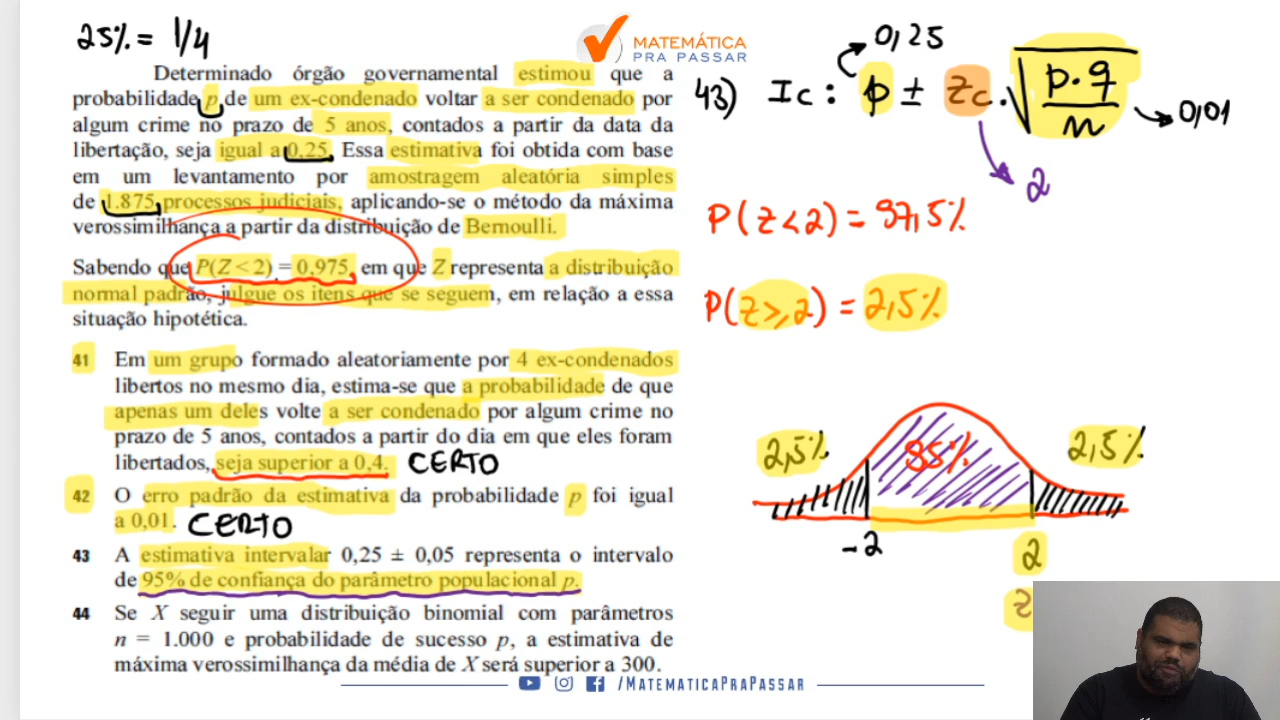 25% = 1/4
MATEMÁTICA
PRA PASSAR
Determinado órgão governamental estimou que a
probabilidade p de um ex-condenado voltar a ser condenado por
algum crime no prazo de 5 anos, contados a partir da data da
libertação, seja igual a 0,25. Essa estimativa foi obtida com base
em um levantamento por amostragem aleatória simples
de 1.875 processos judiciais, aplicando-se o método da máxima
verossimilhança a partir da distribuição de Bernoulli.
Sabendo que P(Z < 2) = 0,975, em que Z representa a distribuição
normal padrão, julgue os itens que se seguem, em relação a essa
situação hipotética.
41 Em um grupo formado aleatoriamente por 4 ex-condenados
libertos no mesmo dia, estima-se que a probabilidade de que
apenas um deles volte a ser condenado por algum crime no
prazo de 5 anos, contados a partir do dia em que eles foram
libertados, seja superior a 0,4. CERTO
42 O erro padrão da estimativa da probabilidade p foi igual
a 0,01. CERTO
43 A estimativa intervalar 0,25 ± 0,05 representa o intervalo
de 95% de confiança do parâmetro populacional p.
44 Se X seguir uma distribuição binomial com parâmetros
n = 1.000 e probabilidade de sucesso p, a estimativa de
máxima verossimilhança da média de X será superior a 300.
0,25
43) Ic: p ± Zc . √ p.q / n
0,01
2
P(Z<2) = 97,5%
P(Z≥2) = 2,5%
2,5% 95% 2,5%
-2 2
Z
/MatematicaPraPassar